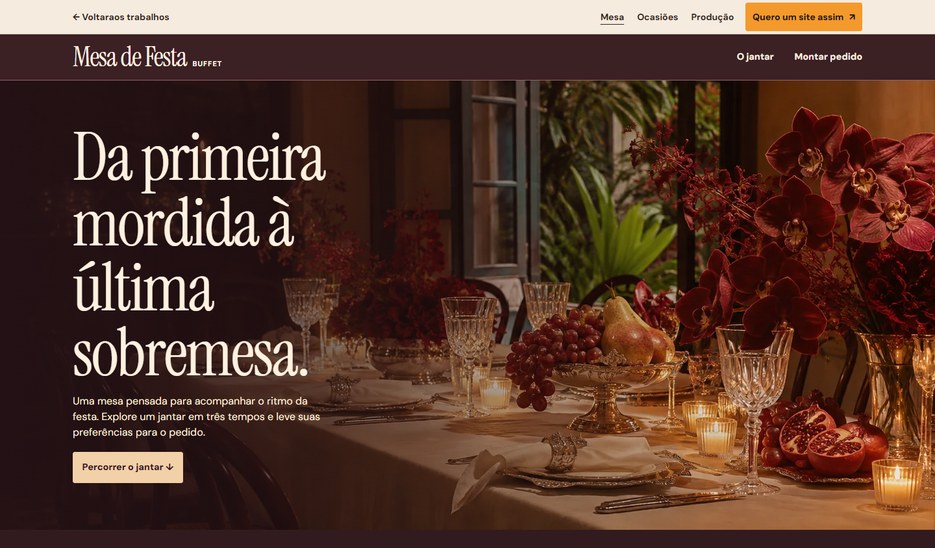 ← Voltaraos trabalhos
Mesa Ocasiões Produção Quero um site assim ↗
Mesa de Festa BUFFET
O jantar Montar pedido
Da primeira
mordida à
última
sobremesa.
Uma mesa pensada para acompanhar o ritmo da
festa. Explore um jantar em três tempos e leve suas
preferências para o pedido.
Percorrer o jantar ↓